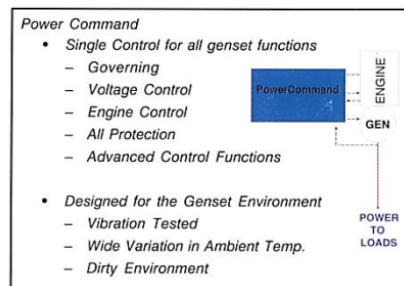 Power Command
• Single Control for all genset functions
– Governing
– Voltage Control
– Engine Control
– All Protection
– Advanced Control Functions
• Designed for the Genset Environment
– Vibration Tested
– Wide Variation in Ambient Temp.
– Dirty Environment
PowerCommand
ENGINE
GEN
POWER
TO
LOADS